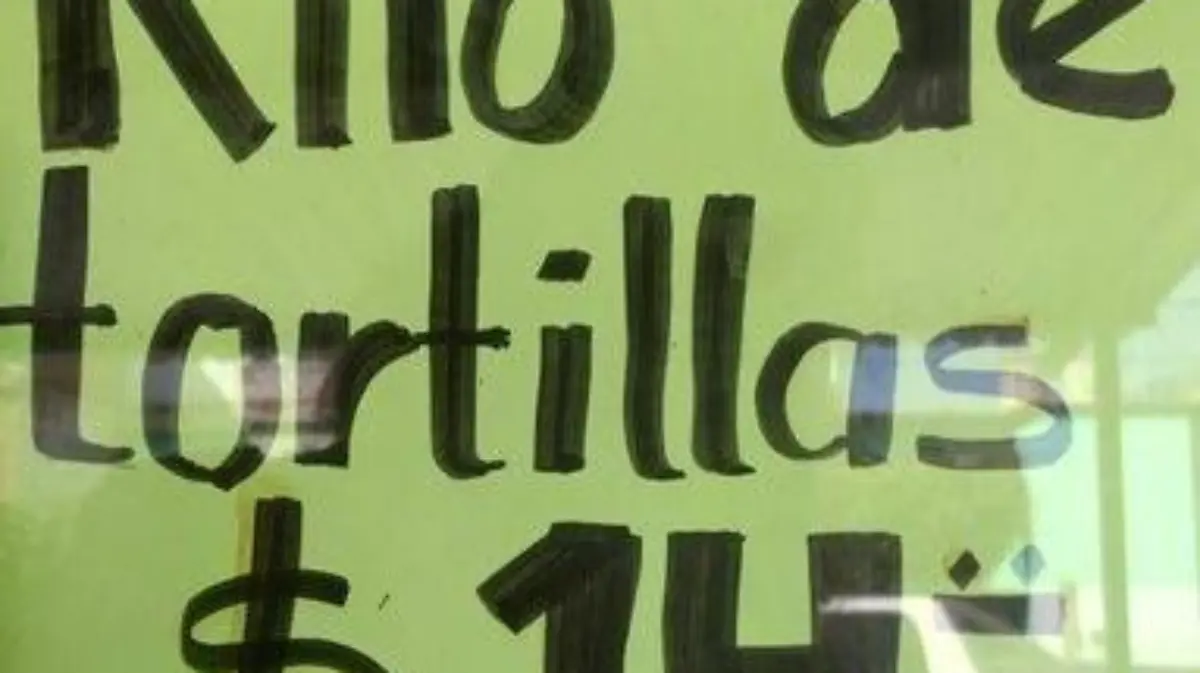 Kilo de
tortillas
$ 14